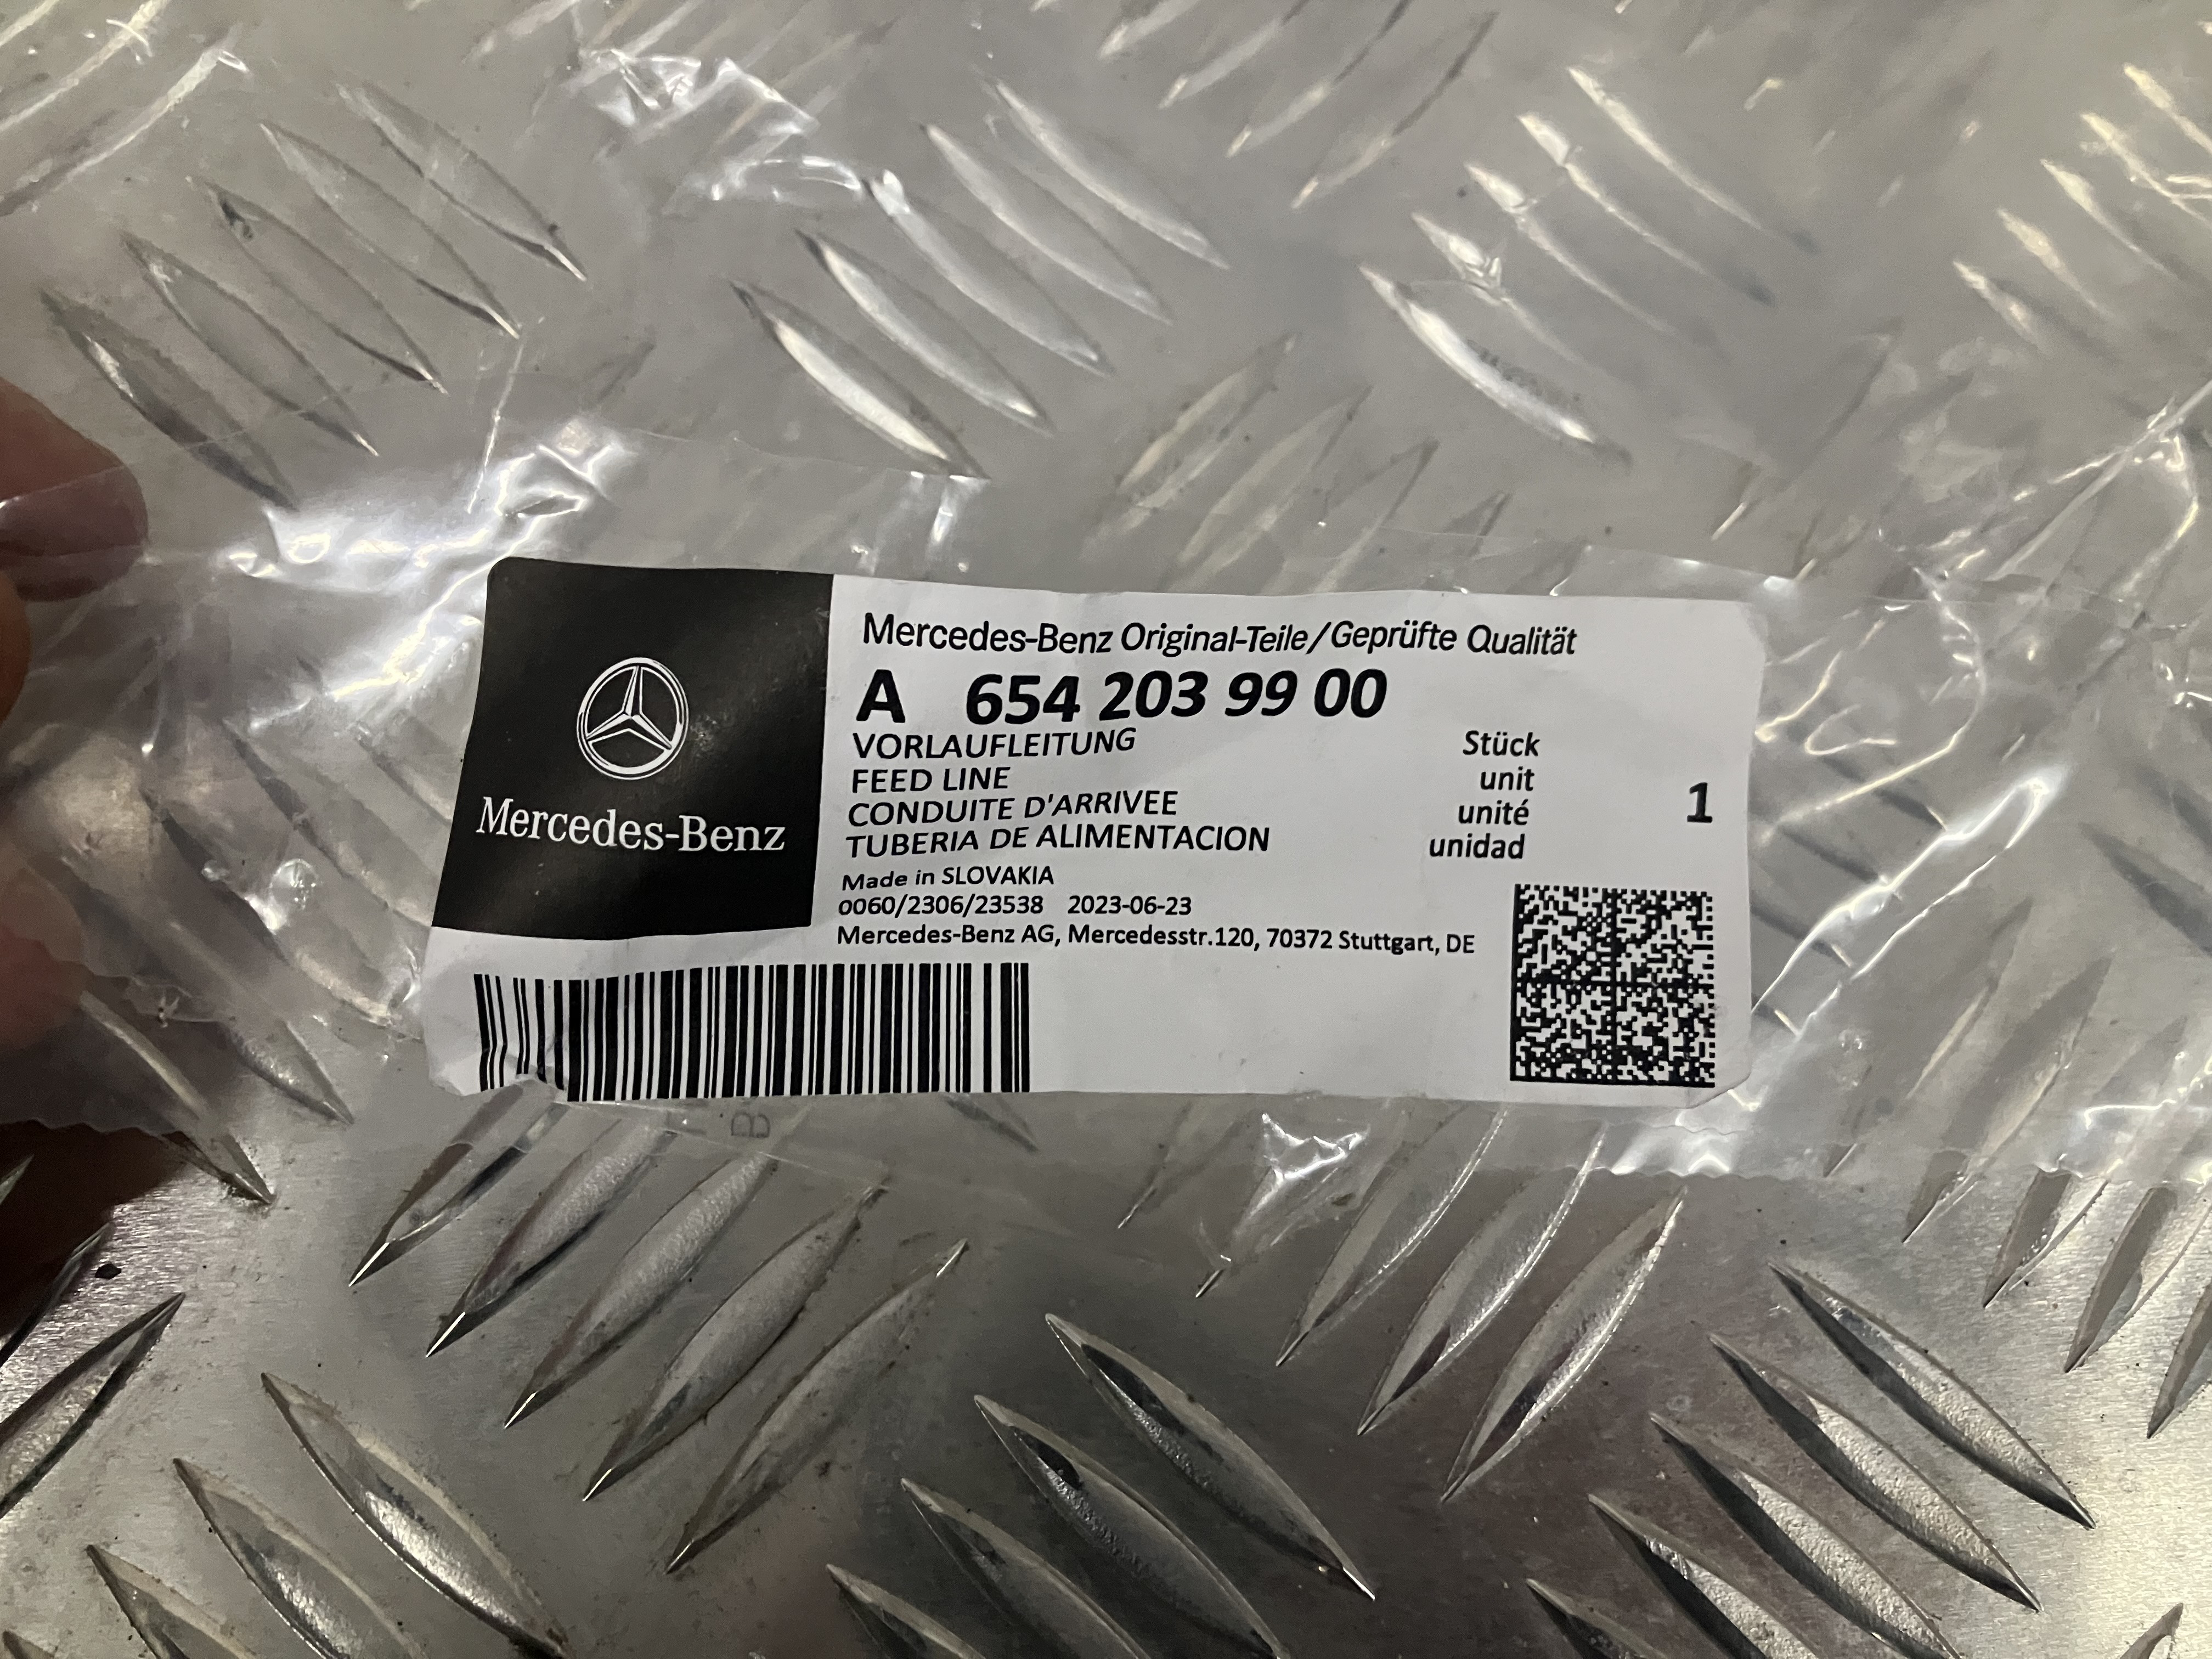 Mercedes-Benz
Mercedes-Benz Original-Teile/Geprüfte Qualität
A 654 203 99 00
VORLAUFLEITUNG Stück
FEED LINE unit
CONDUITE D'ARRIVEE unité 1
TUBERIA DE ALIMENTACION unidad
Made in SLOVAKIA
0060/2306/23538 2023-06-23
Mercedes-Benz AG, Mercedesstr.120, 70372 Stuttgart, DE
B